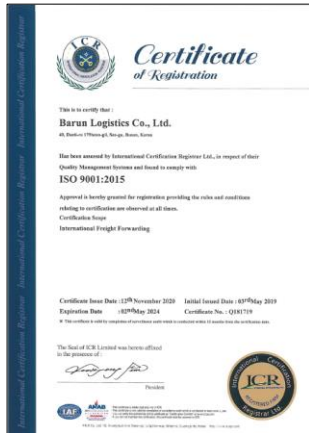 International Certification Registrar
ICR
Certificate
of Registration
This is to certify that :
Barun Logistics Co., Ltd.
Korea
Has been assessed by International Certification Registrar Ltd., in respect of their
Quality Management Systems and found to comply with
ISO 9001:2015
Approval is hereby granted for registration providing the rules and conditions
relating to certification are observed at all times.
Certification Scope
International Freight Forwarding
Certificate Issue Date : 12th November 2020 Initial Issued Date : 03rd May 2019
Expiration Date : 02nd May 2024 Certificate No. : Q181719
The Seal of ICR Limited was hereto affixed
in the presence of :
President
IAF
International Certification
ICR
Registrar Ltd.